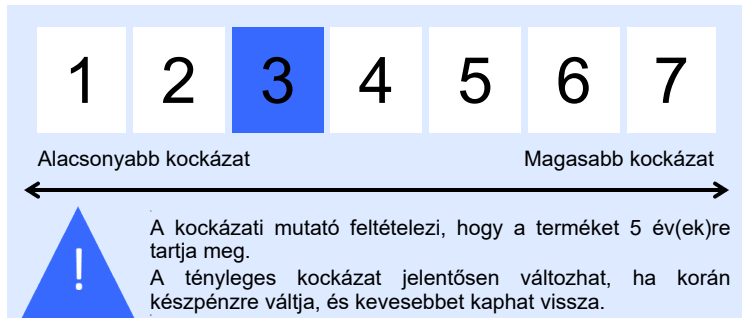 1 2 3 4 5 6 7
Alacsonyabb kockázat Magasabb kockázat
!
A kockázati mutató feltételezi, hogy a terméket 5 év(ek)re
tartja meg.
A tényleges kockázat jelentősen változhat, ha korán
készpénzre váltja, és kevesebbet kaphat vissza.